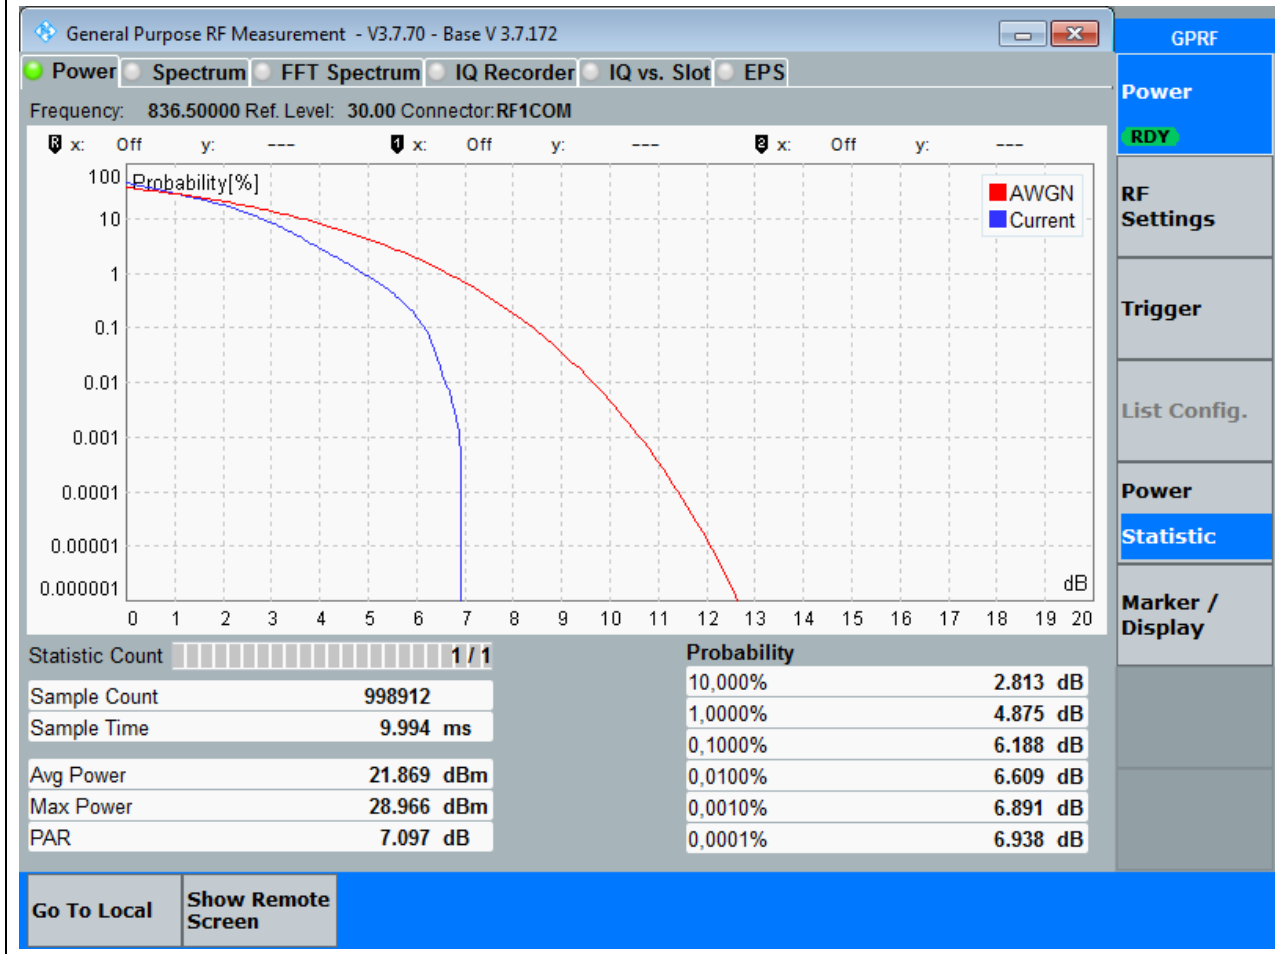 General Purpose RF Measurement - V3.7.70 - Base V 3.7.172
GPRF
Power Spectrum FFT Spectrum IQ Recorder IQ vs. Slot EPS
Frequency: 836.50000 Ref. Level: 30.00 Connector: RF1COM
R x: Off y: --- 1 x: Off y: --- 2 x: Off y: ---
Probability[%]
100
10
1
0.1
0.01
0.001
0.0001
0.00001
0.000001
AWGN
Current
dB
0 1 2 3 4 5 6 7 8 9 10 11 12 13 14 15 16 17 18 19 20
Statistic Count 1 / 1
Sample Count 998912
Sample Time 9.994 ms
Avg Power 21.869 dBm
Max Power 28.966 dBm
PAR 7.097 dB
Probability
10,000% 2.813 dB
1,0000% 4.875 dB
0,1000% 6.188 dB
0,0100% 6.609 dB
0,0010% 6.891 dB
0,0001% 6.938 dB
Power
RDY
RF
Settings
Trigger
List Config.
Power
Statistic
Marker /
Display
Go To Local
Show Remote
Screen